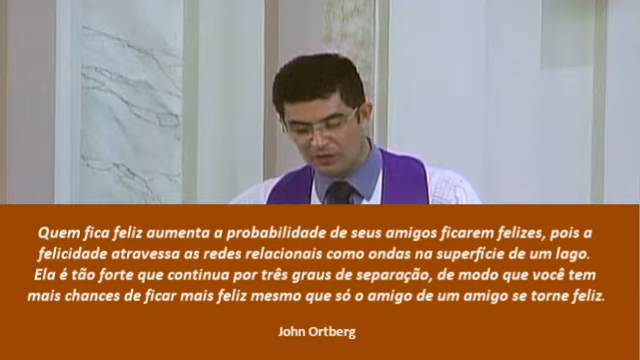 Quem fica feliz aumenta a probabilidade de seus amigos ficarem felizes, pois a
felicidade atravessa as redes relacionais como ondas na superfície de um lago.
Ela é tão forte que continua por três graus de separação, de modo que você tem
mais chances de ficar mais feliz mesmo que só o amigo de um amigo se torne feliz.
John Ortberg